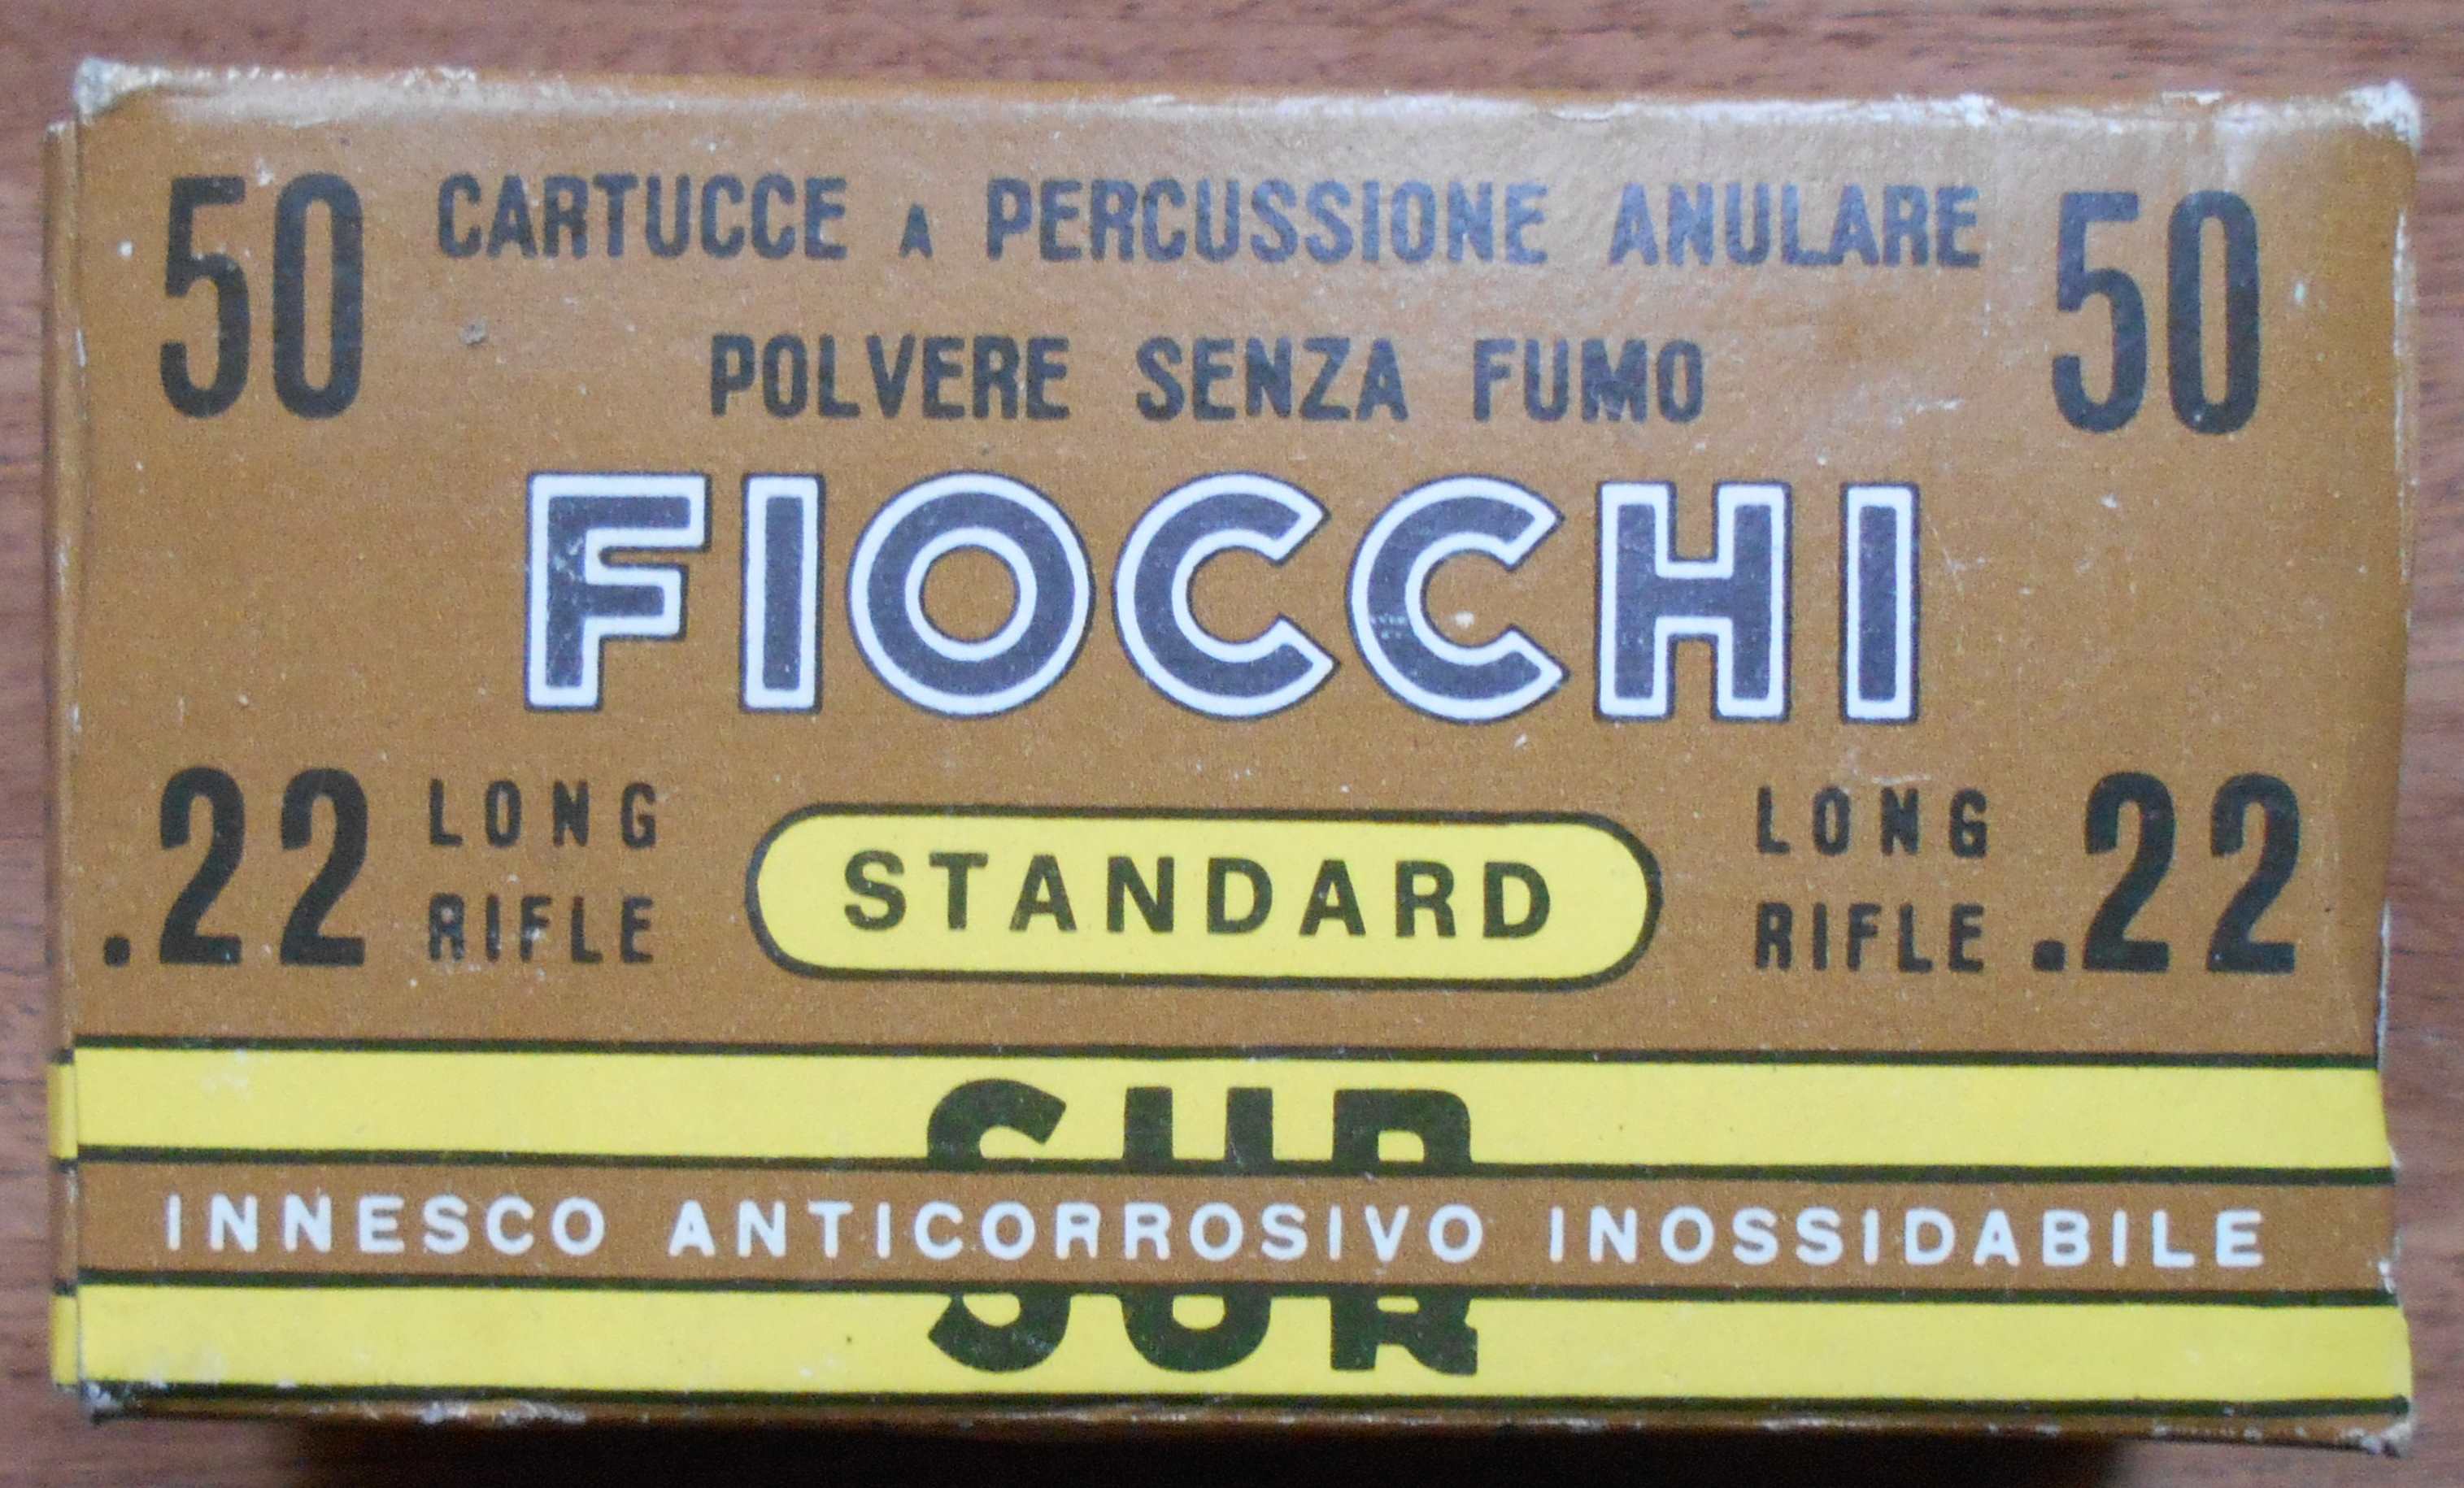 50 CARTUCCE A PERCUSSIONE ANULARE 50
POLVERE SENZA FUMO
FIOCCHI
.22 LONG RIFLE STANDARD LONG RIFLE .22
SUR
INNESCO ANTICORROSIVO INOSSIDABILE